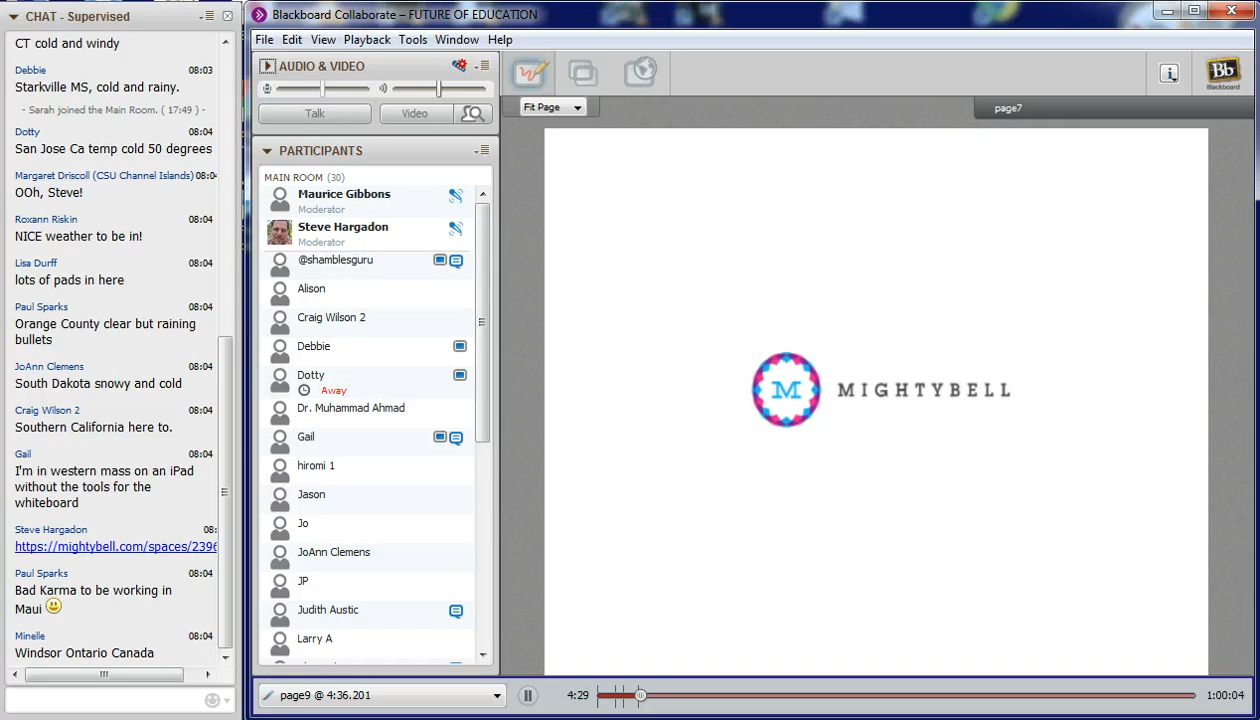 CHAT - Supervised
CT cold and windy
Debbie 08:03
Starkville MS, cold and rainy.
- Sarah joined the Main Room. ( 17:49 ) -
Dotty 08:04
San Jose Ca temp cold 50 degrees
Margaret Driscoll (CSU Channel Islands) 08:04
OOh, Steve!
Roxann Riskin 08:04
NICE weather to be in!
Lisa Durff 08:04
lots of pads in here
Paul Sparks 08:04
Orange County clear but raining
bullets
JoAnn Clemens 08:04
South Dakota snowy and cold
Craig Wilson 2 08:04
Southern California here to.
Gail 08:04
I'm in western mass on an iPad
without the tools for the
whiteboard
Steve Hargadon 08:
https://mightybell.com/spaces/2396
Paul Sparks 08:04
Bad Karma to be working in
Maui
Minelle 08:04
Windsor Ontario Canada
Blackboard Collaborate – FUTURE OF EDUCATION
File Edit View Playback Tools Window Help
AUDIO & VIDEO
Talk Video
PARTICIPANTS
MAIN ROOM (30)
Maurice Gibbons
Moderator
Steve Hargadon
Moderator
@shamblesguru
Alison
Craig Wilson 2
Debbie
Dotty
Away
Dr. Muhammad Ahmad
Gail
hiromi 1
Jason
Jo
JoAnn Clemens
JP
Judith Austic
Larry A
Fit Page
page7
Bb
Blackboard
M MIGHTYBELL
page9 @ 4:36.201
4:29
1:00:04